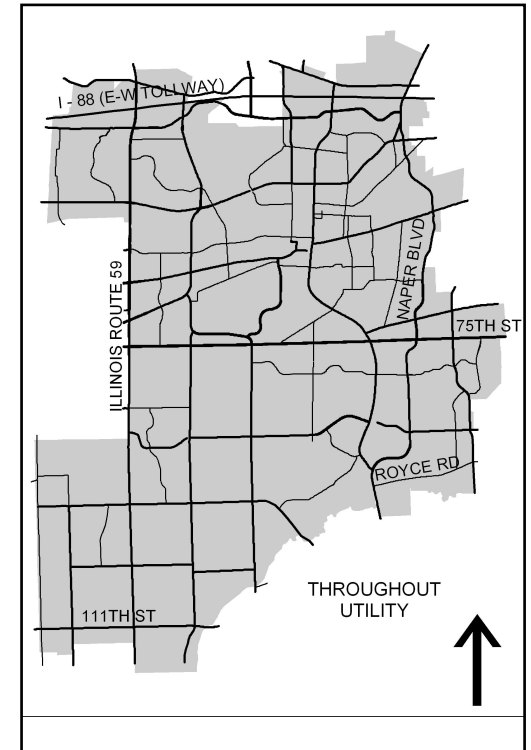 I - 88 (E-W TOLLWAY)
ILLINOIS ROUTE 59
NAPER BLVD
75TH ST
ROYCE RD
THROUGHOUT
UTILITY
111TH ST